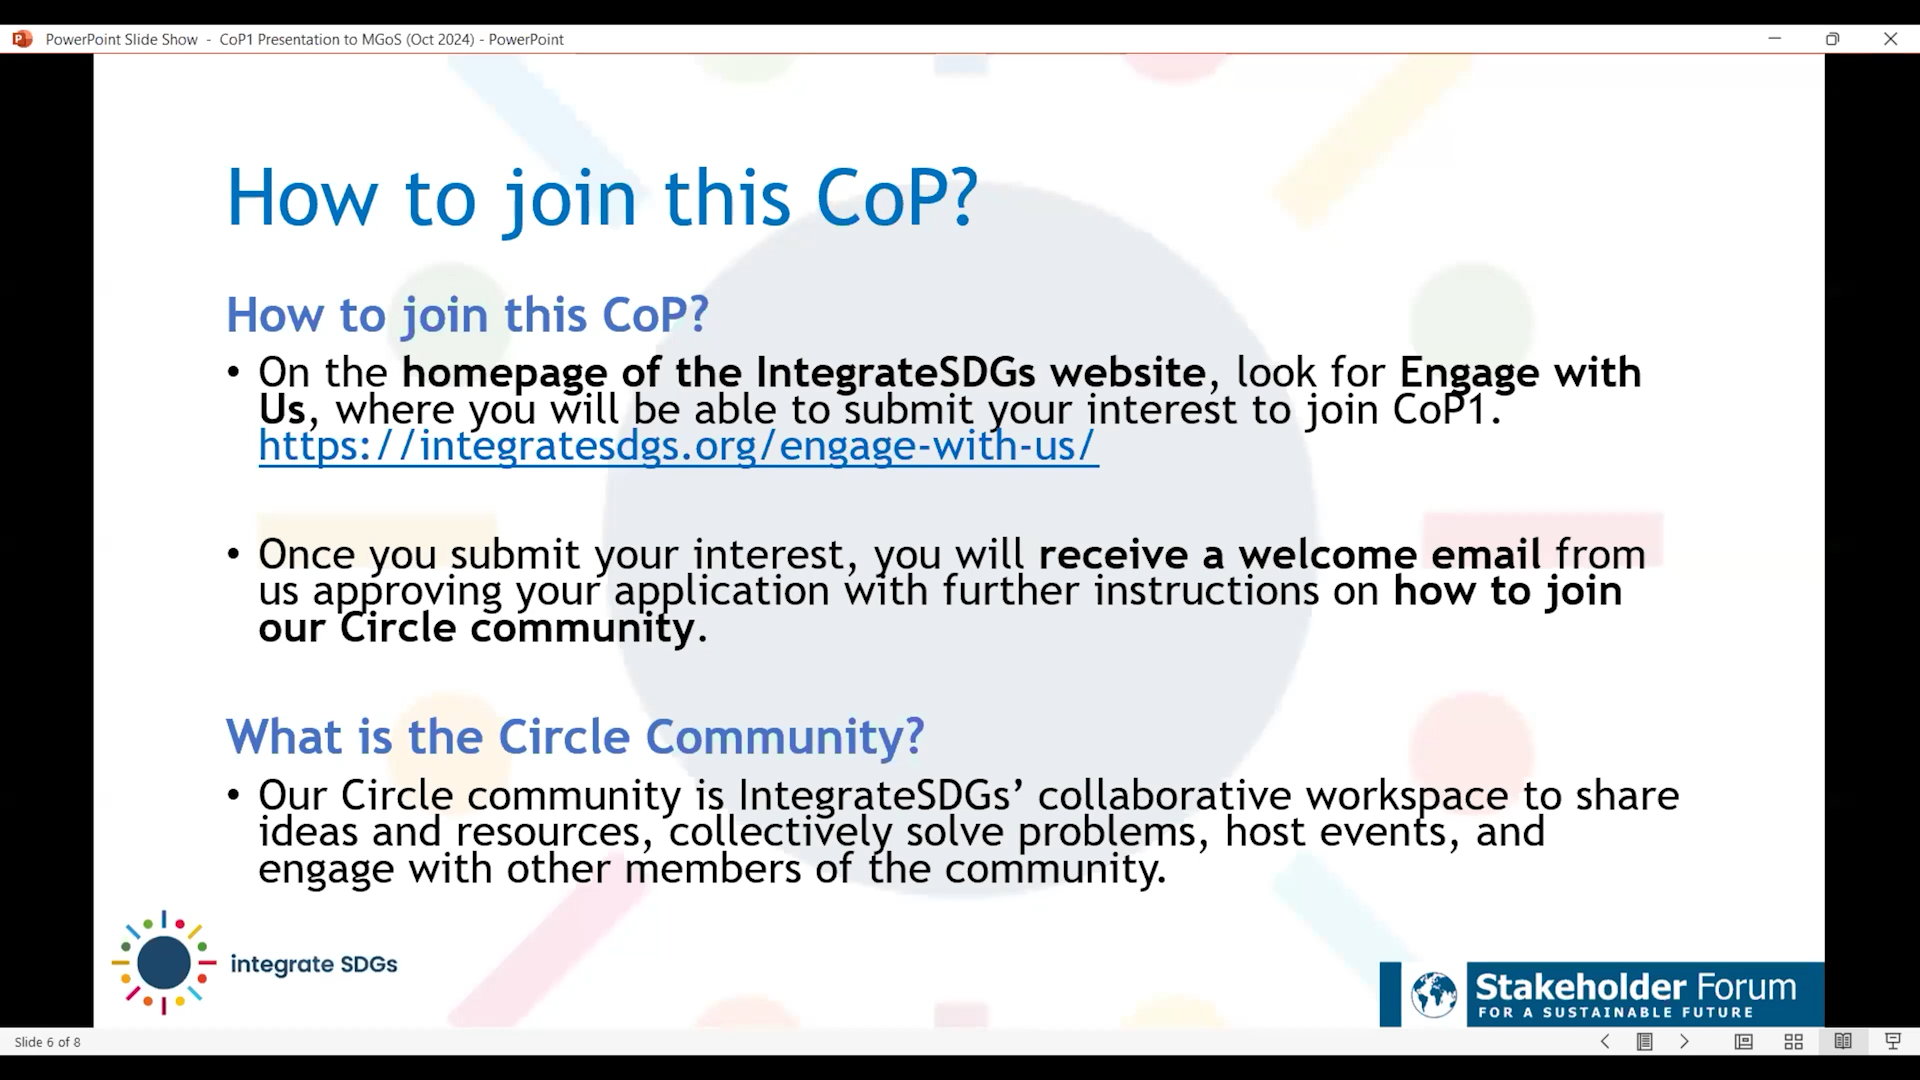 PowerPoint Slide Show - CoP1 Presentation to MGoS (Oct 2024) - PowerPoint
How to join this CoP?
How to join this CoP?
• On the homepage of the IntegrateSDGs website, look for Engage with
Us, where you will be able to submit your interest to join CoP1.
https://integratesdgs.org/engage-with-us/
• Once you submit your interest, you will receive a welcome email from
us approving your application with further instructions on how to join
our Circle community.
What is the Circle Community?
• Our Circle community is IntegrateSDGs’ collaborative workspace to share
ideas and resources, collectively solve problems, host events, and
engage with other members of the community.
integrate SDGs
Stakeholder Forum
FOR A SUSTAINABLE FUTURE
Slide 6 of 8